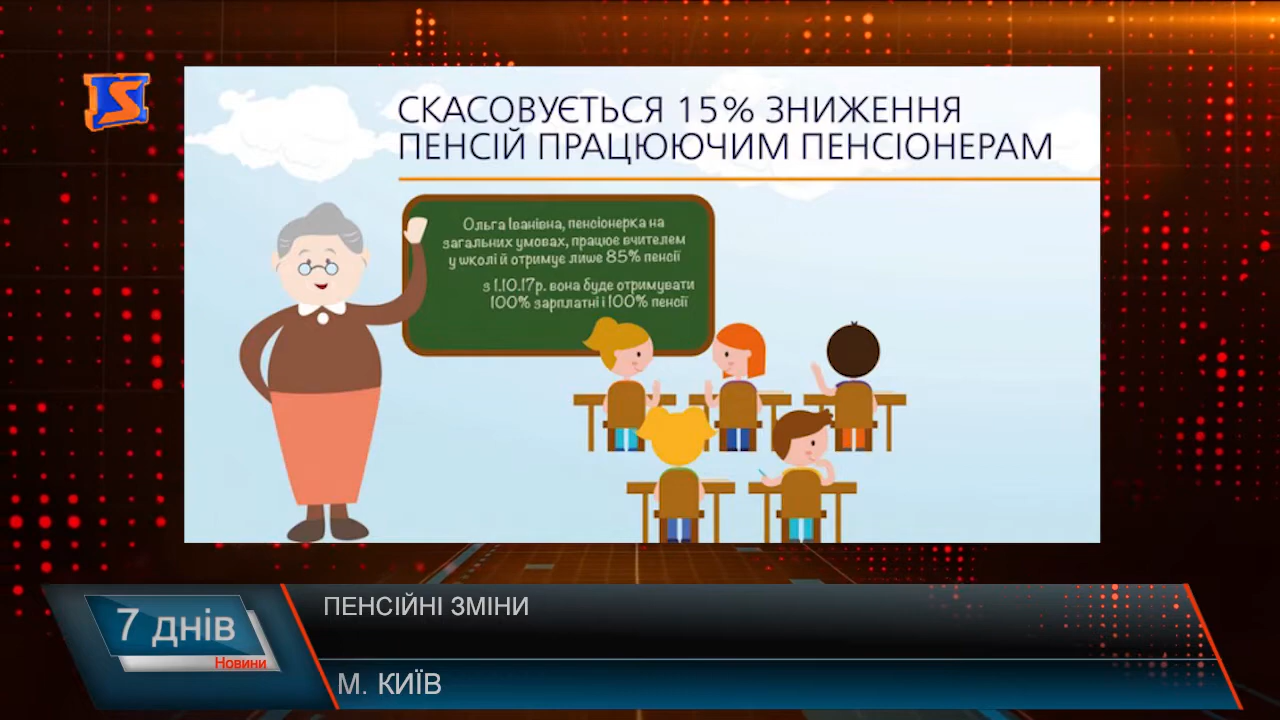 СКАСОВУЄТЬСЯ 15% ЗНИЖЕННЯ
ПЕНСІЙ ПРАЦЮЮЧИМ ПЕНСІОНЕРАМ
Ольга Іванівна, пенсіонерка на
загальних умовах, працює вчителем
у школі й отримує лише 85% пенсії
з 1.10.17р. вона буде отримувати
100% зарплатні і 100% пенсії
7 днів
Новини
ПЕНСІЙНІ ЗМІНИ
М. КИЇВ